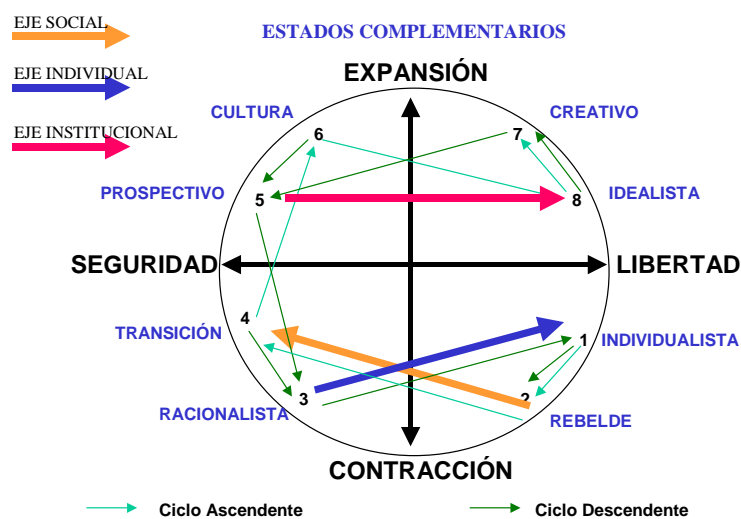 EJE SOCIAL
ESTADOS COMPLEMENTARIOS
EJE INDIVIDUAL
EXPANSIÓN
CULTURA
CREATIVO
EJE INSTITUCIONAL
6
7
PROSPECTIVO
5
8
IDEALISTA
SEGURIDAD
LIBERTAD
4
TRANSICIÓN
1
INDIVIDUALISTA
3
2
RACIONALISTA
REBELDE
CONTRACCIÓN
Ciclo Ascendente
Ciclo Descendente